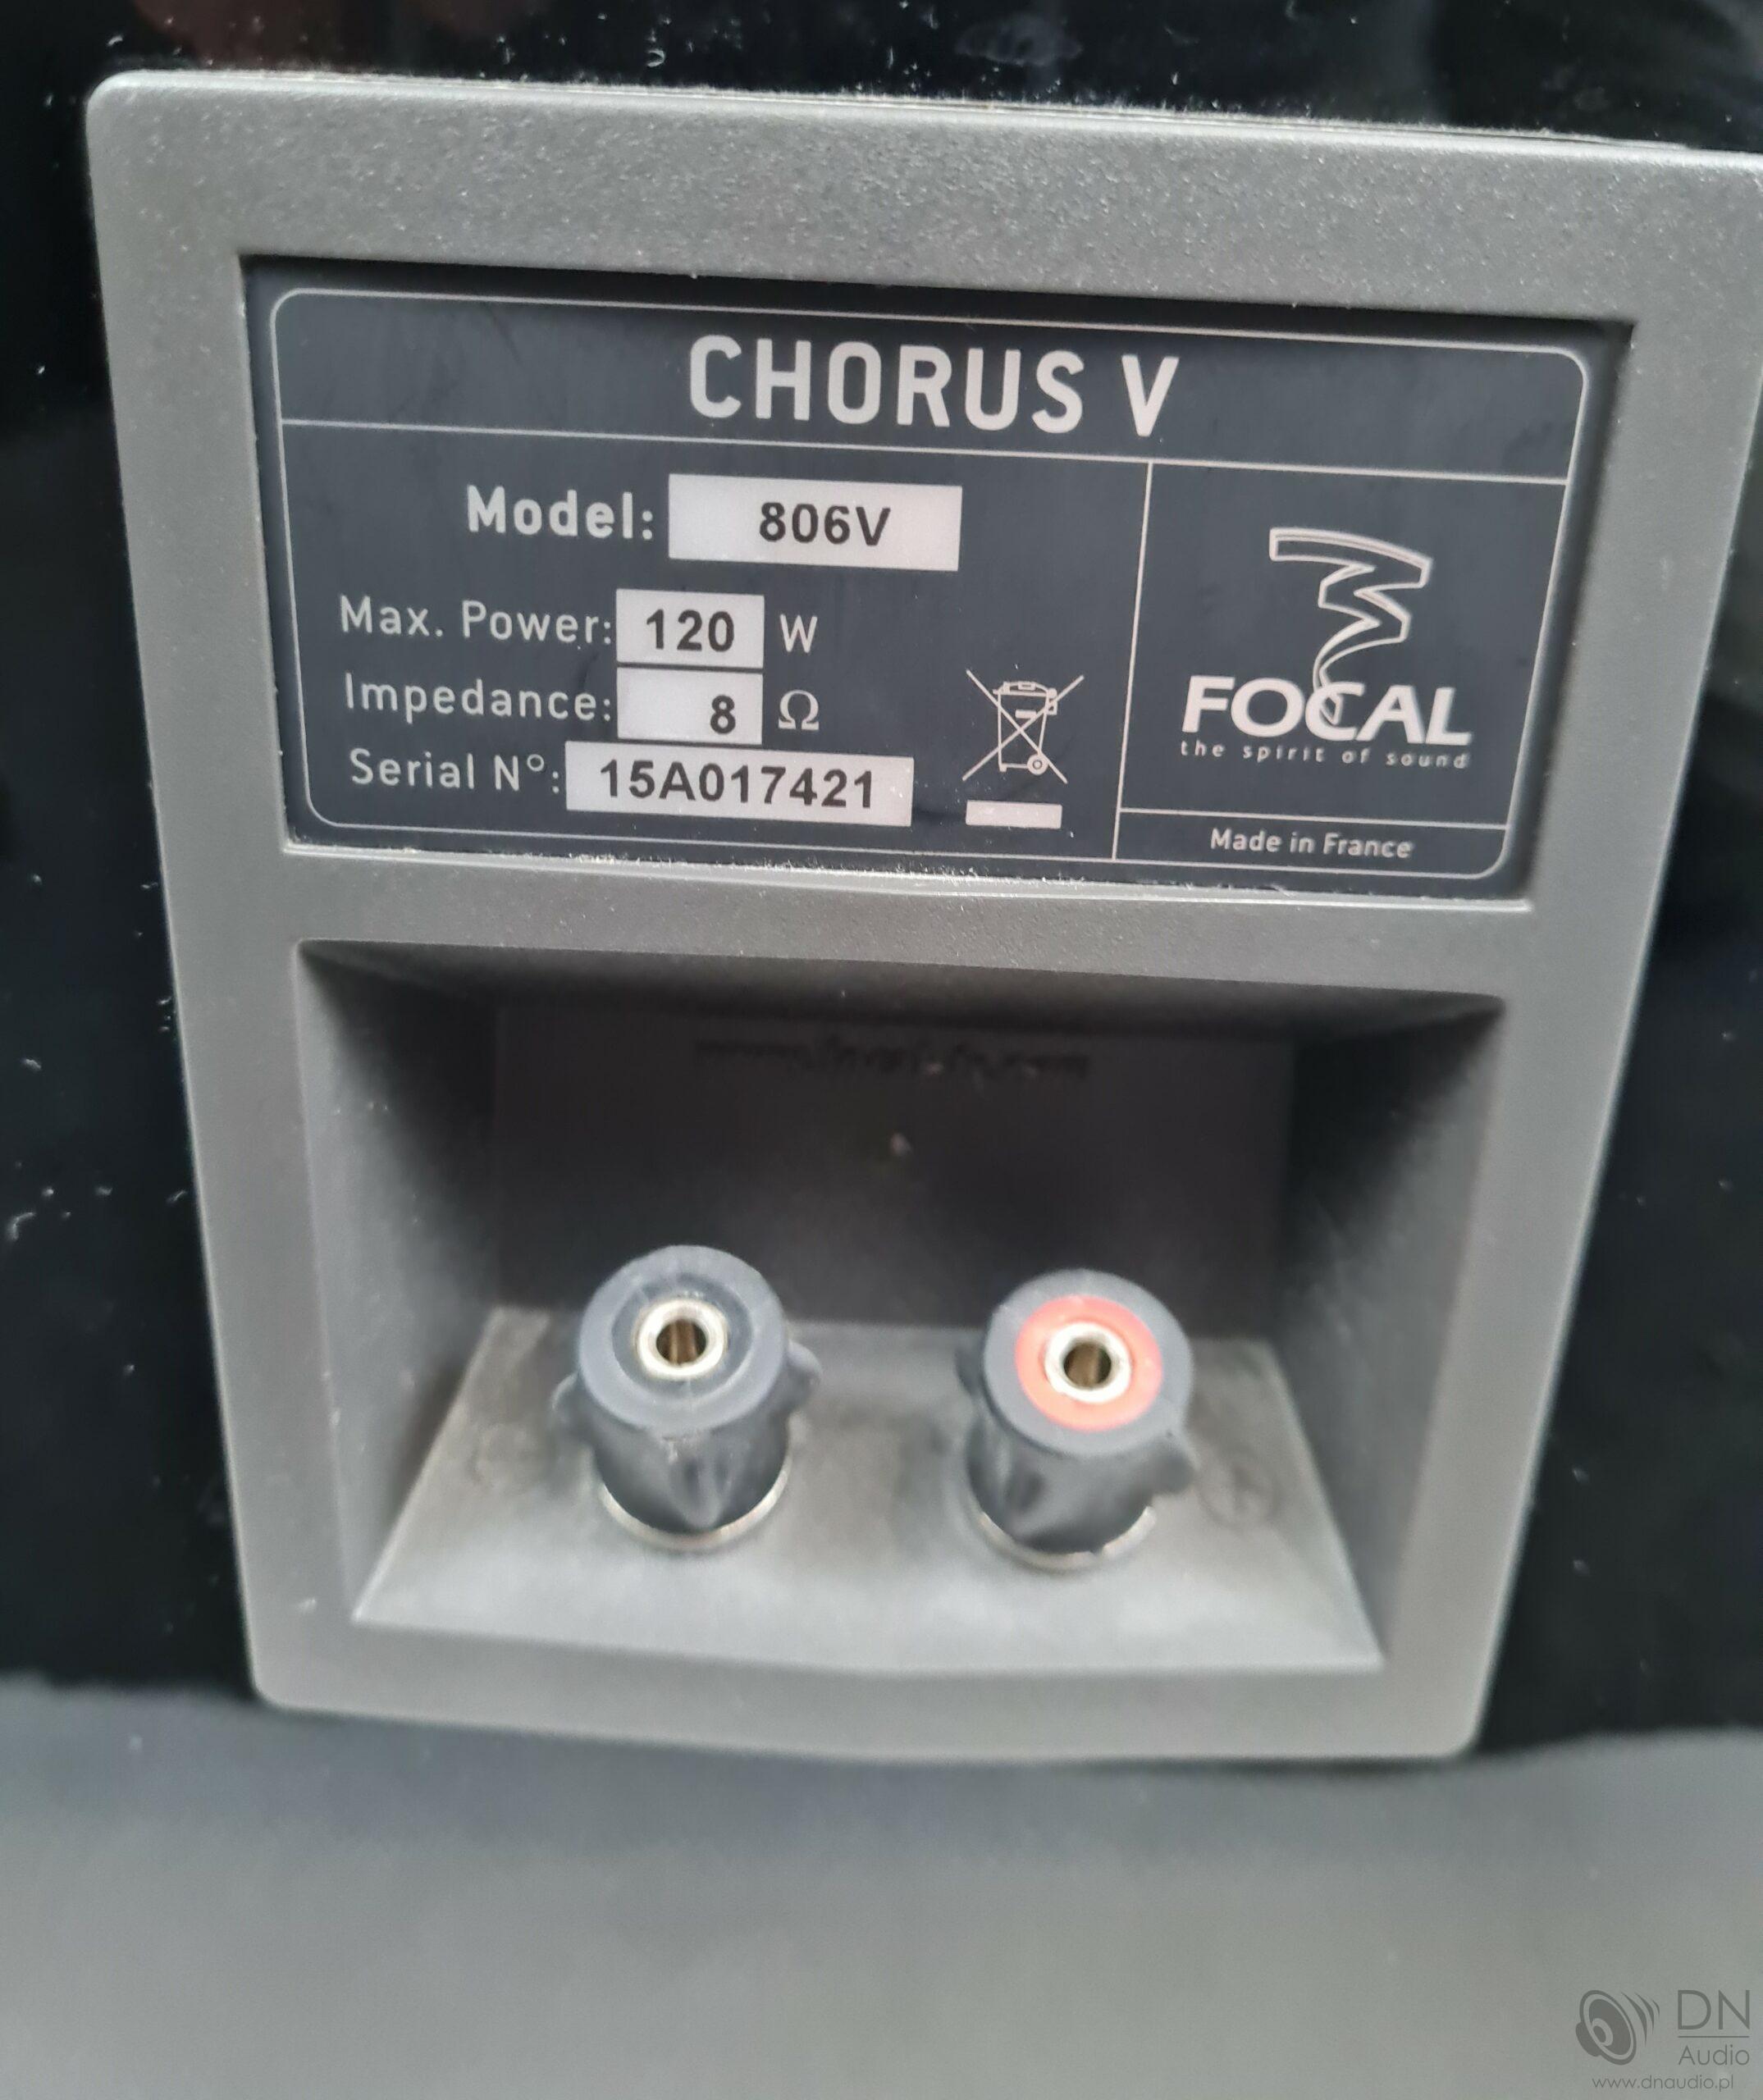 CHORUS V
Model: 806V
Max. Power: 120 W
Impedance: 8 Ω
Serial N°: 15A017421
FOCAL
the spirit of sound
Made in France
DN
Audio
www.dnaudio.pl